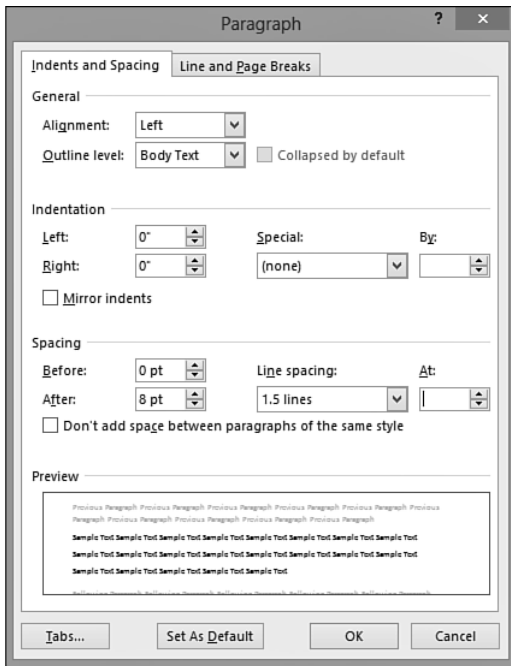 Paragraph ? ×
Indents and Spacing Line and Page Breaks
General
Alignment: Left
Outline level: Body Text Collapsed by default
Indentation
Left: 0" Special: By:
Right: 0" (none)
Mirror indents
Spacing
Before: 0 pt Line spacing: At:
After: 8 pt 1.5 lines
Don't add space between paragraphs of the same style
Preview
Previous Paragraph Previous Paragraph Previous Paragraph Previous Paragraph Previous Paragraph Previous
Paragraph Previous Paragraph Previous Paragraph Previous Paragraph Previous Paragraph
Sample Text Sample Text Sample Text Sample Text Sample Text Sample Text Sample Text Sample Text
Sample Text Sample Text Sample Text Sample Text Sample Text Sample Text Sample Text Sample Text
Sample Text Sample Text Sample Text Sample Text Sample Text
Tabs... Set As Default OK Cancel